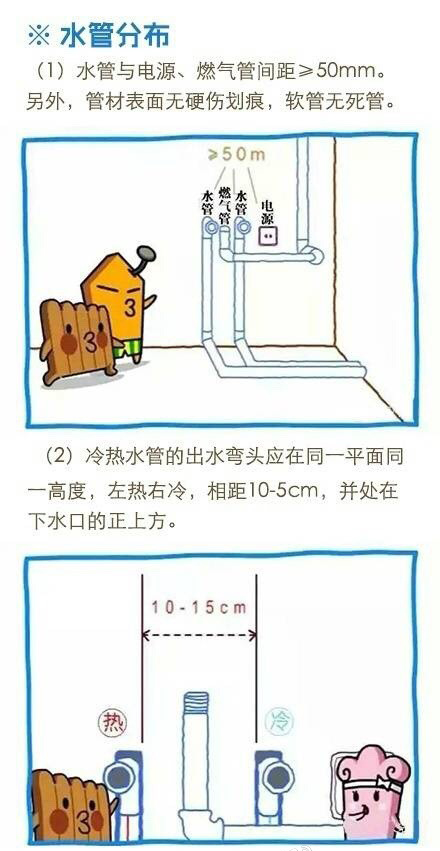 ※ 水管分布
（1）水管与电源、燃气管间距≥50mm。
另外，管材表面无硬伤划痕，软管无死管。
≥50m
水管 燃气管 水管 电源
（2）冷热水管的出水弯头应在同一平面同
一高度，左热右冷，相距10-5cm，并处在
下水口的正上方。
10-15cm
热 冷